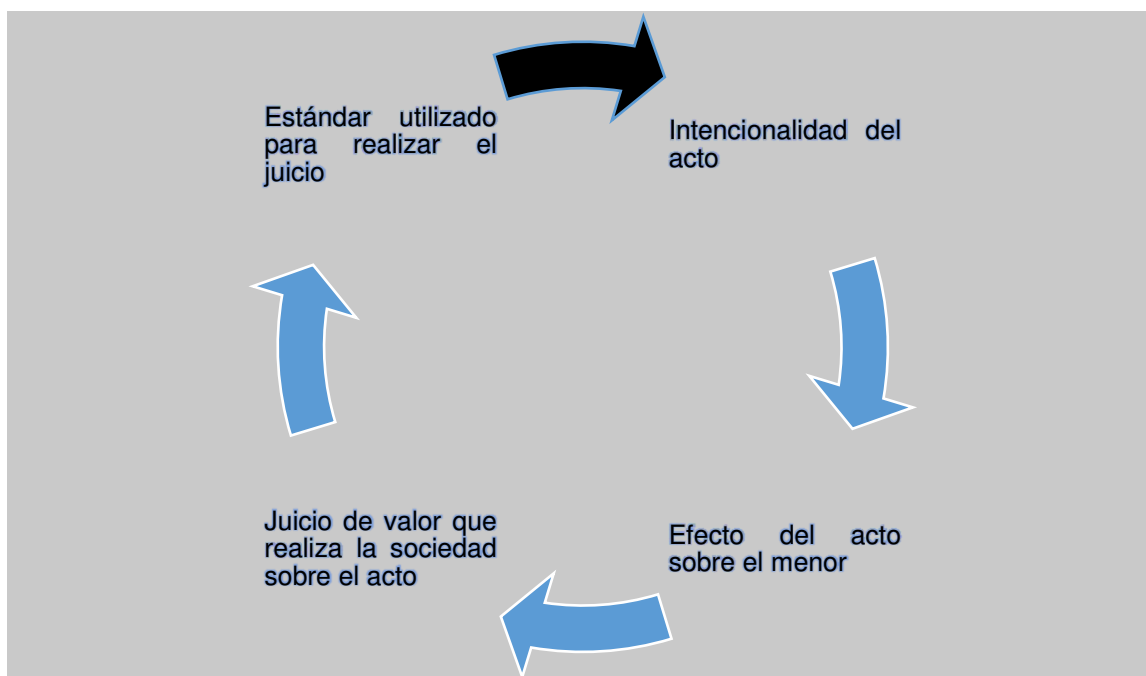 Estándar utilizado
para realizar el
juicio
Intencionalidad del
acto
Efecto del acto
sobre el menor
Juicio de valor que
realiza la sociedad
sobre el acto